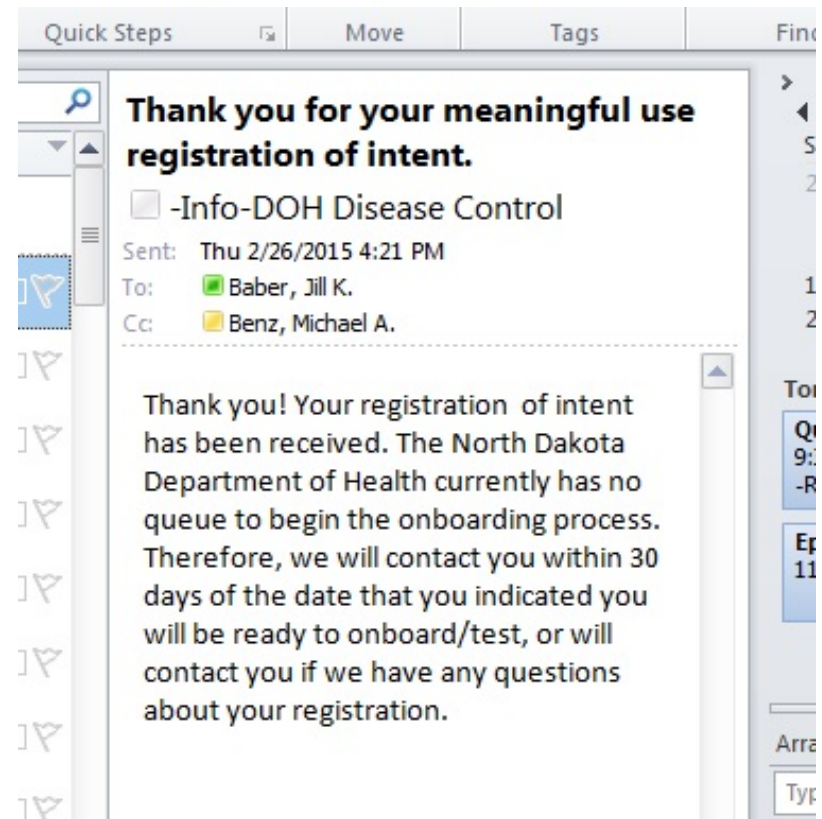 Quick Steps Move Tags
Thank you for your meaningful use
registration of intent.
-Info-DOH Disease Control
Sent: Thu 2/26/2015 4:21 PM
To: Baber, Jill K.
Cc: Benz, Michael A.
Thank you! Your registration  of intent
has been received. The North Dakota
Department of Health currently has no
queue to begin the onboarding process.
Therefore, we will contact you within 30
days of the date that you indicated you
will be ready to onboard/test, or will
contact you if we have any questions
about your registration.